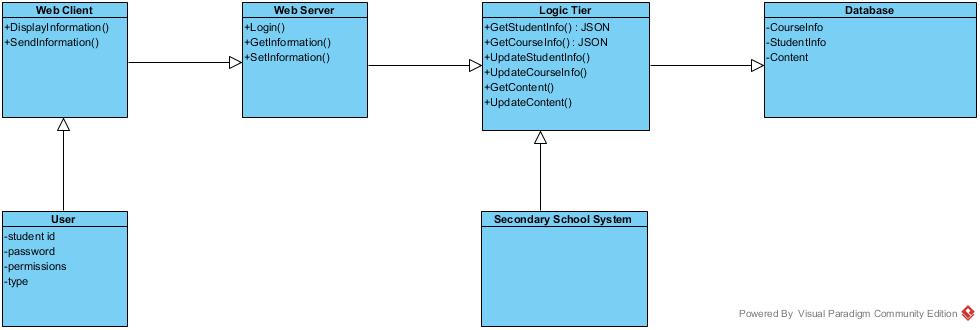 Web Client
+DisplayInformation()
+SendInformation()
Web Server
+Login()
+GetInformation()
+SetInformation()
Logic Tier
+GetStudentInfo() : JSON
+GetCourseInfo() : JSON
+UpdateStudentInfo()
+UpdateCourseInfo()
+GetContent()
+UpdateContent()
Database
-CourseInfo
-StudentInfo
-Content
User
-student id
-password
-permissions
-type
Secondary School System
Powered By Visual Paradigm Community Edition